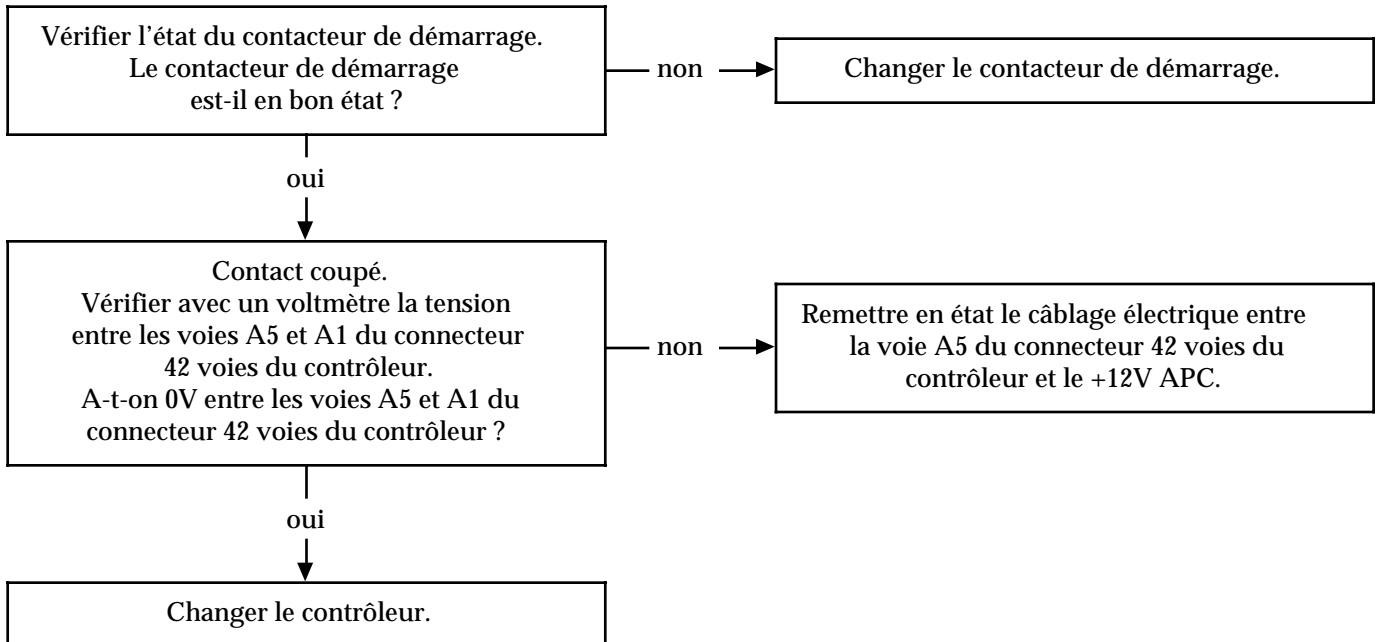 Vérifier l’état du contacteur de démarrage.
Le contacteur de démarrage
est-il en bon état ?
non
Changer le contacteur de démarrage.
oui
Contact coupé.
Vérifier avec un voltmètre la tension
entre les voies A5 et A1 du connecteur
42 voies du contrôleur.
A-t-on 0V entre les voies A5 et A1 du
connecteur 42 voies du contrôleur ?
non
Remettre en état le câblage électrique entre
la voie A5 du connecteur 42 voies du
contrôleur et le +12V APC.
oui
Changer le contrôleur.